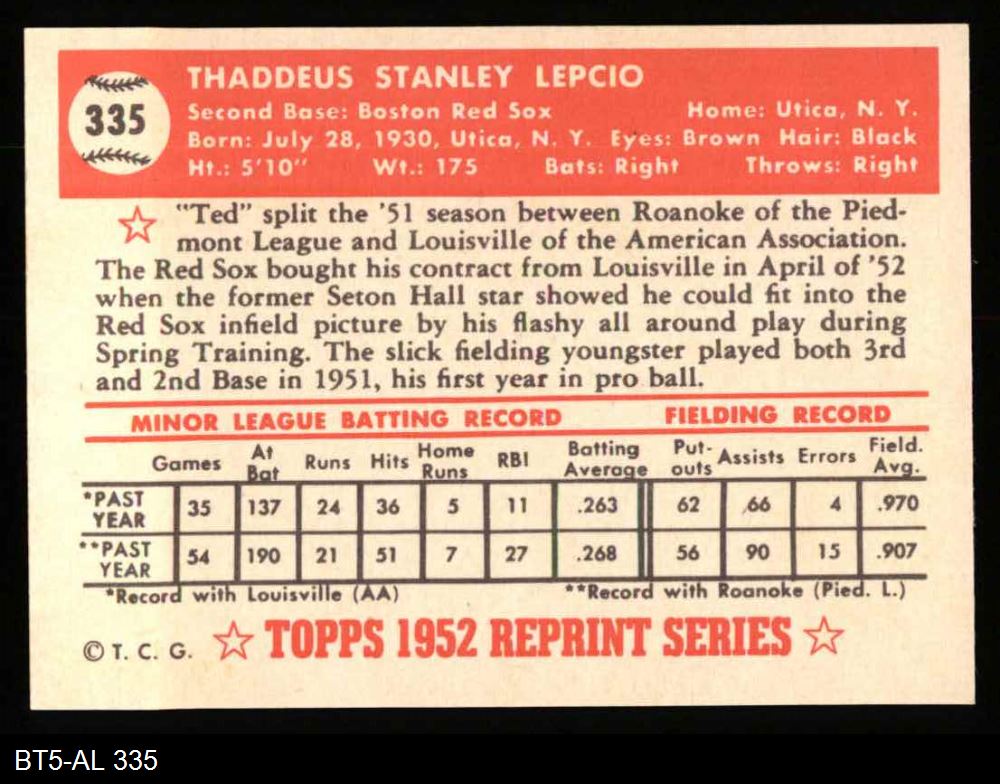 THADDEUS STANLEY LEPCIO
335
Second Base: Boston Red Sox Home: Utica, N. Y.
Born: July 28, 1930, Utica, N. Y. Eyes: Brown Hair: Black
Ht.: 5'10" Wt.: 175 Bats: Right Throws: Right
"Ted" split the '51 season between Roanoke of the Pied-
mont League and Louisville of the American Association.
The Red Sox bought his contract from Louisville in April of '52
when the former Seton Hall star showed he could fit into the
Red Sox infield picture by his flashy all around play during
Spring Training. The slick fielding youngster played both 3rd
and 2nd Base in 1951, his first year in pro ball.
MINOR LEAGUE BATTING RECORD FIELDING RECORD
Games At Bat Runs Hits Home Runs RBI Batting Average Put-outs Assists Errors Field. Avg.
*PAST YEAR 35 137 24 36 5 11 .263 62 66 4 .970
**PAST YEAR 54 190 21 51 7 27 .268 56 90 15 .907
*Record with Louisville (AA) **Record with Roanoke (Pied. L.)
© T. C. G. TOPPS 1952 REPRINT SERIES
BT5-AL 335